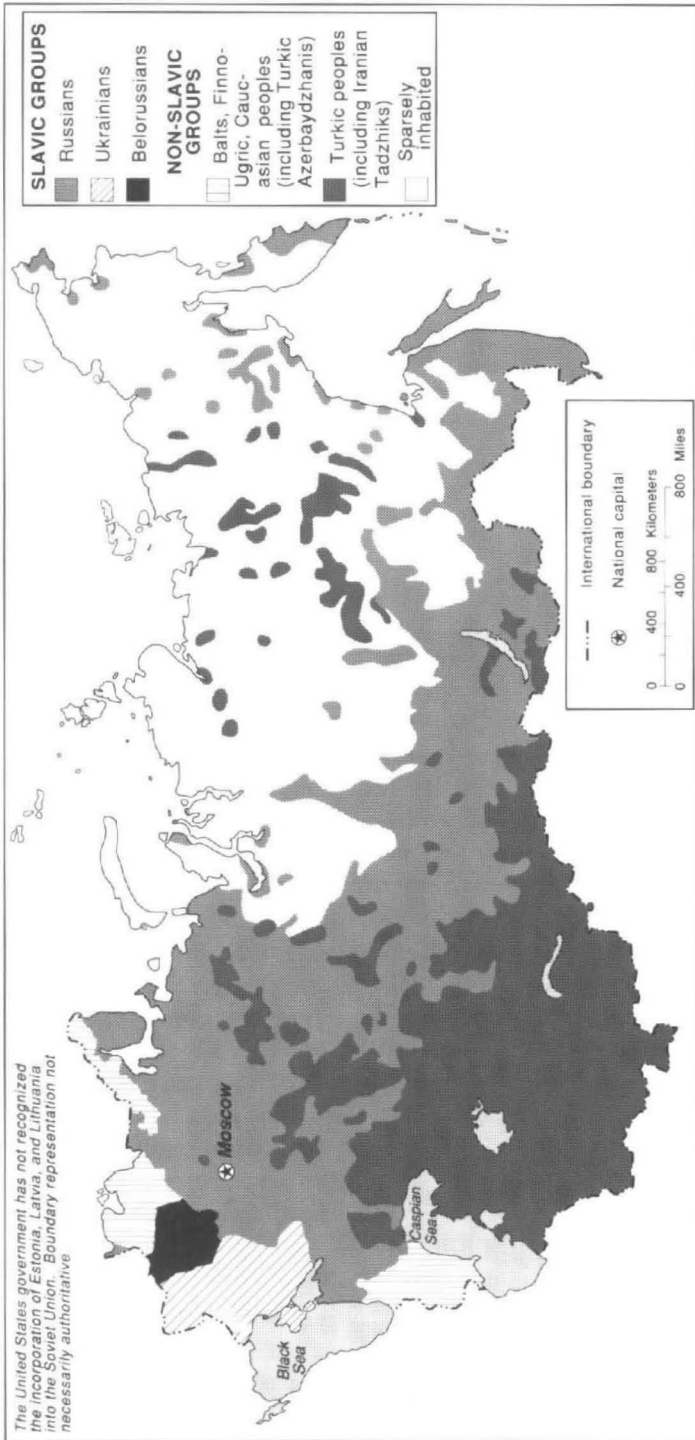 The United States government has not recognized
the incorporation of Estonia, Latvia, and Lithuania
into the Soviet Union. Boundary representation not
necessarily authoritative
SLAVIC GROUPS
Russians
Ukrainians
Belorussians
NON-SLAVIC
GROUPS
Balts, Finno-
Ugric, Cauc-
asian peoples
(including Turkic
Azerbaydzhanis)
Turkic peoples
(including Iranian
Tadzhiks)
Sparsely
inhabited
Moscow
Black
Sea
Caspian
Sea
International boundary
National capital
0 400 800 Kilometers
0 400 800 Miles